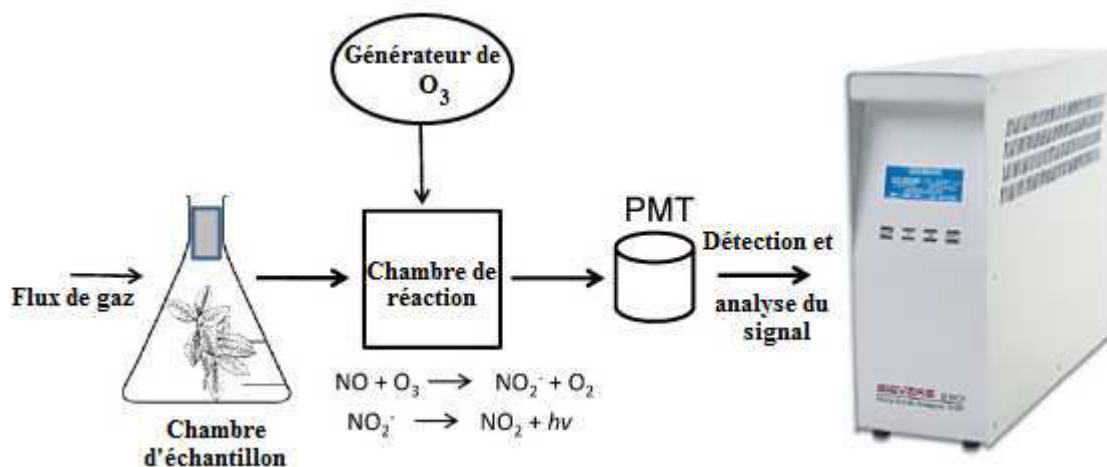 Générateur de
O3
PMT
Flux de gaz
Chambre de
réaction
Détection et
analyse du
signal
NO + O3 → NO2· + O2
NO2· → NO2 + hν
Chambre
d'échantillon
SIEVERS